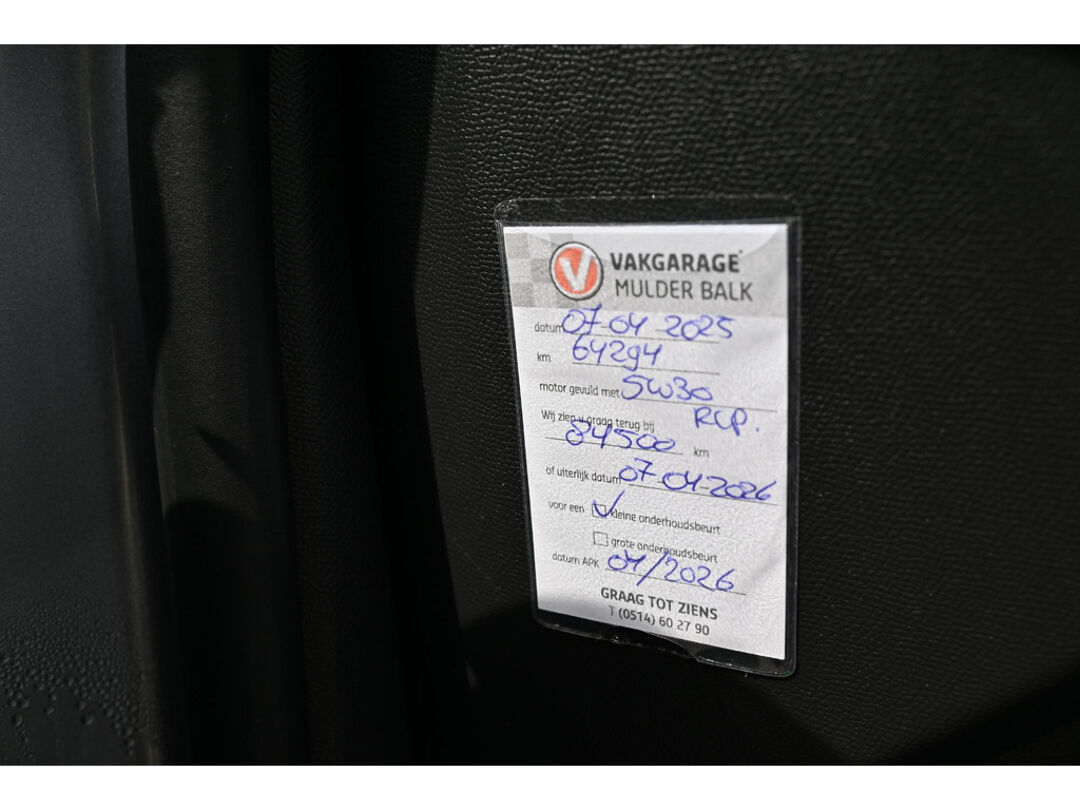 V VAKGARAGE®
MULDER BALK
datum 07-04-2025
km 64294
motor gevuld met 5W30
RCP.
Wij zien u graag terug bij
84500 km
of uiterlijk datum 07-04-2026
voor een ✓ kleine onderhoudsbeurt
☐ grote onderhoudsbeurt
datum APK 04/2026
GRAAG TOT ZIENS
T (0514) 60 27 90